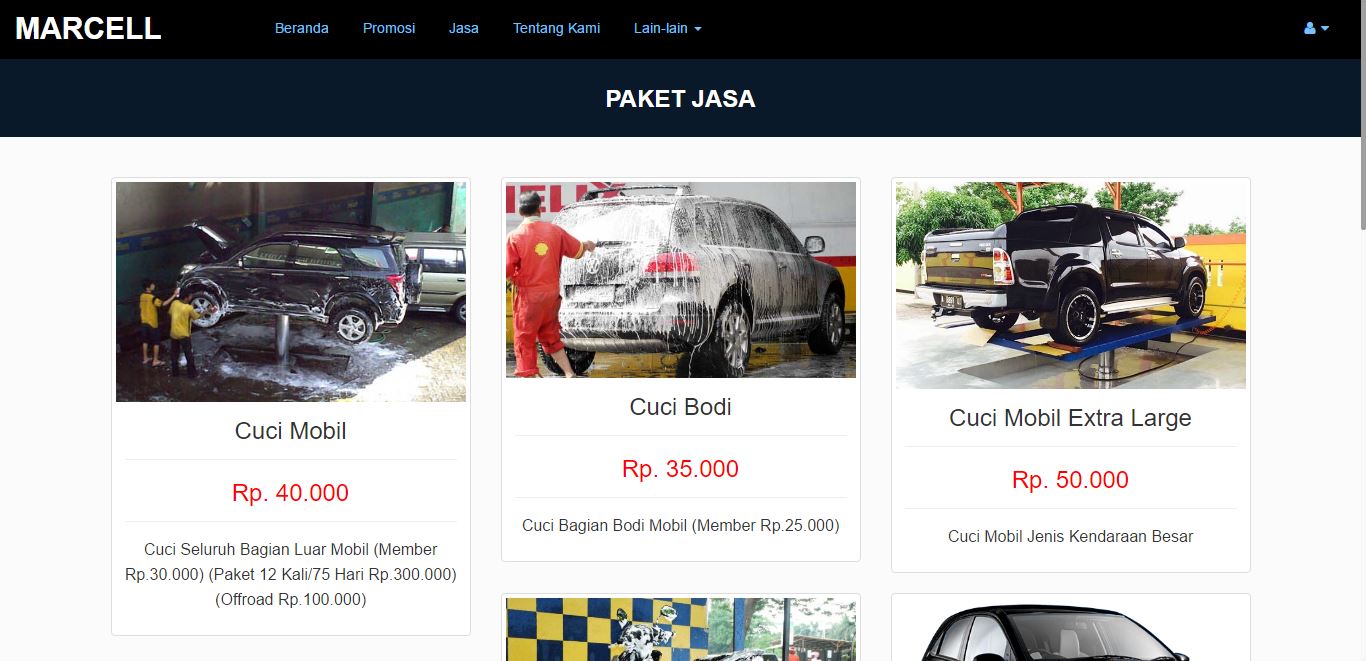 MARCELL
Beranda
Promosi
Jasa
Tentang Kami
Lain-lain
PAKET JASA
Cuci Mobil
Rp. 40.000
Cuci Seluruh Bagian Luar Mobil (Member
Rp.30.000) (Paket 12 Kali/75 Hari Rp.300.000)
(Offroad Rp.100.000)
Cuci Bodi
Rp. 35.000
Cuci Bagian Bodi Mobil (Member Rp.25.000)
Cuci Mobil Extra Large
Rp. 50.000
Cuci Mobil Jenis Kendaraan Besar